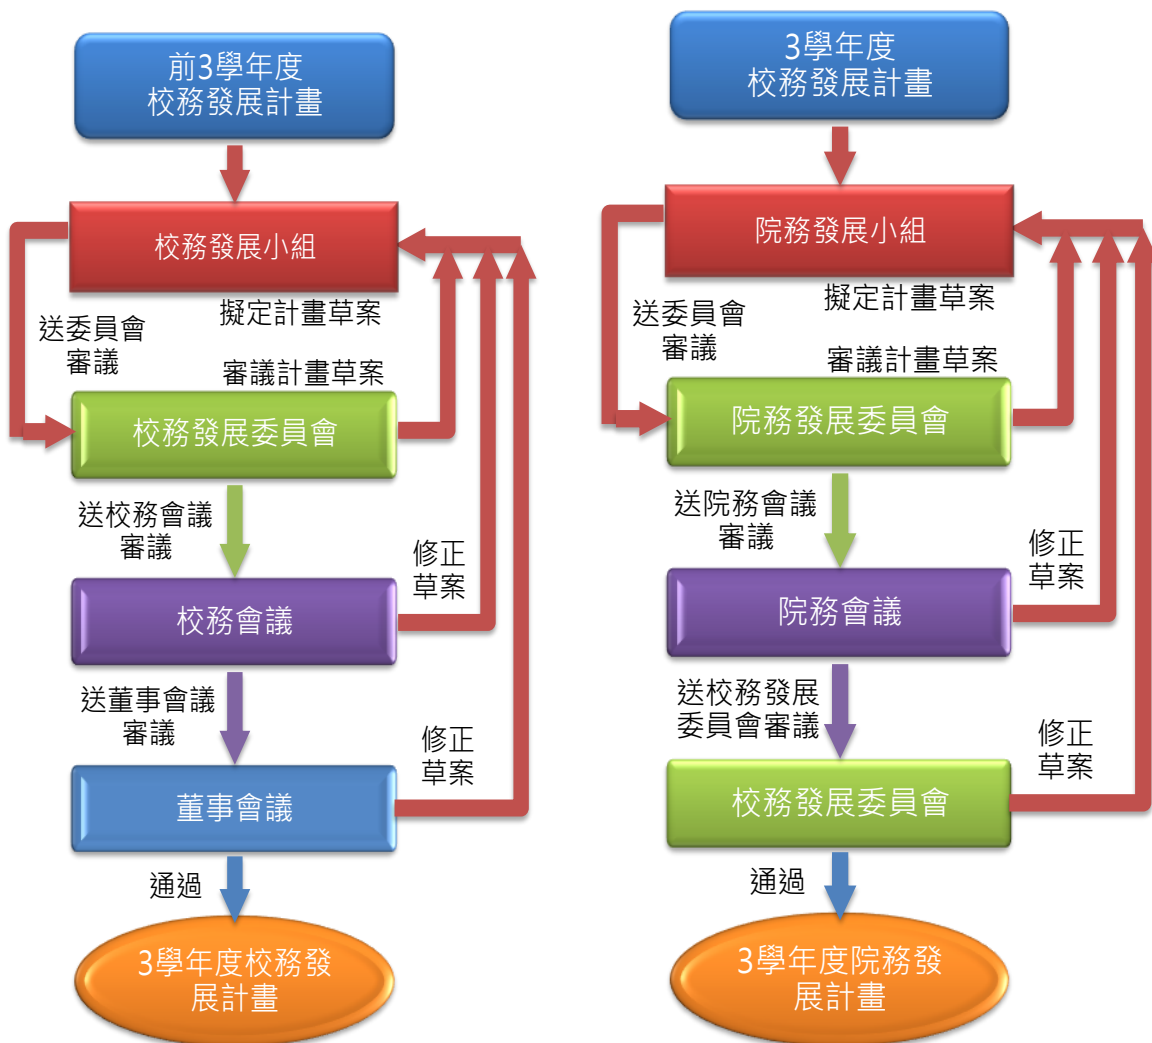 前3學年度
校務發展計畫
校務發展小組
擬定計畫草案
送委員會
審議
審議計畫草案
校務發展委員會
送校務會議
審議
修正
草案
校務會議
送董事會議
審議
修正
草案
董事會議
通過
3學年度校務發
展計畫
3學年度
校務發展計畫
院務發展小組
擬定計畫草案
送委員會
審議
審議計畫草案
院務發展委員會
送院務會議
審議
修正
草案
院務會議
送校務發展
委員會審議
修正
草案
校務發展委員會
通過
3學年度院務發
展計畫